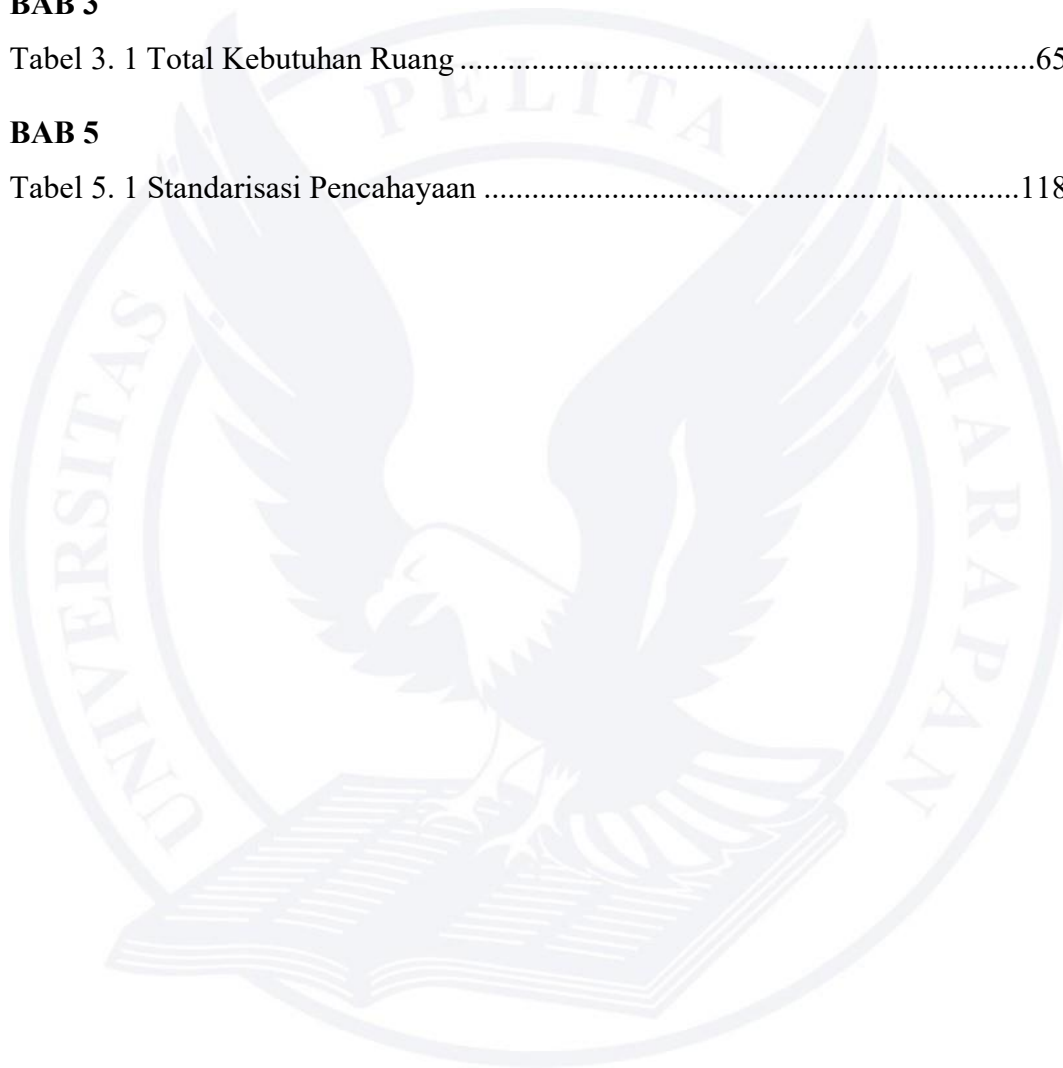 BAB 3
Tabel 3. 1 Total Kebutuhan Ruang ..........................................................................65
BAB 5
Tabel 5. 1 Standarisasi Pencahayaan .....................................................................118
UNIVERSITAS PELITA HARAPAN